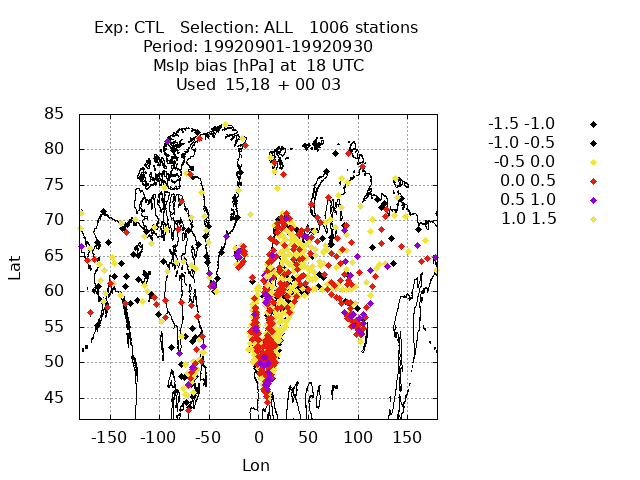 Exp: CTL   Selection: ALL   1006 stations
Period: 19920901-19920930
Mslp bias [hPa] at  18 UTC
Used  15,18 + 00 03
-1.5 -1.0
-1.0 -0.5
-0.5 0.0
0.0 0.5
0.5 1.0
1.0 1.5
85
80
75
70
65
60
55
50
45
Lat
-150 -100 -50 0 50 100 150
Lon